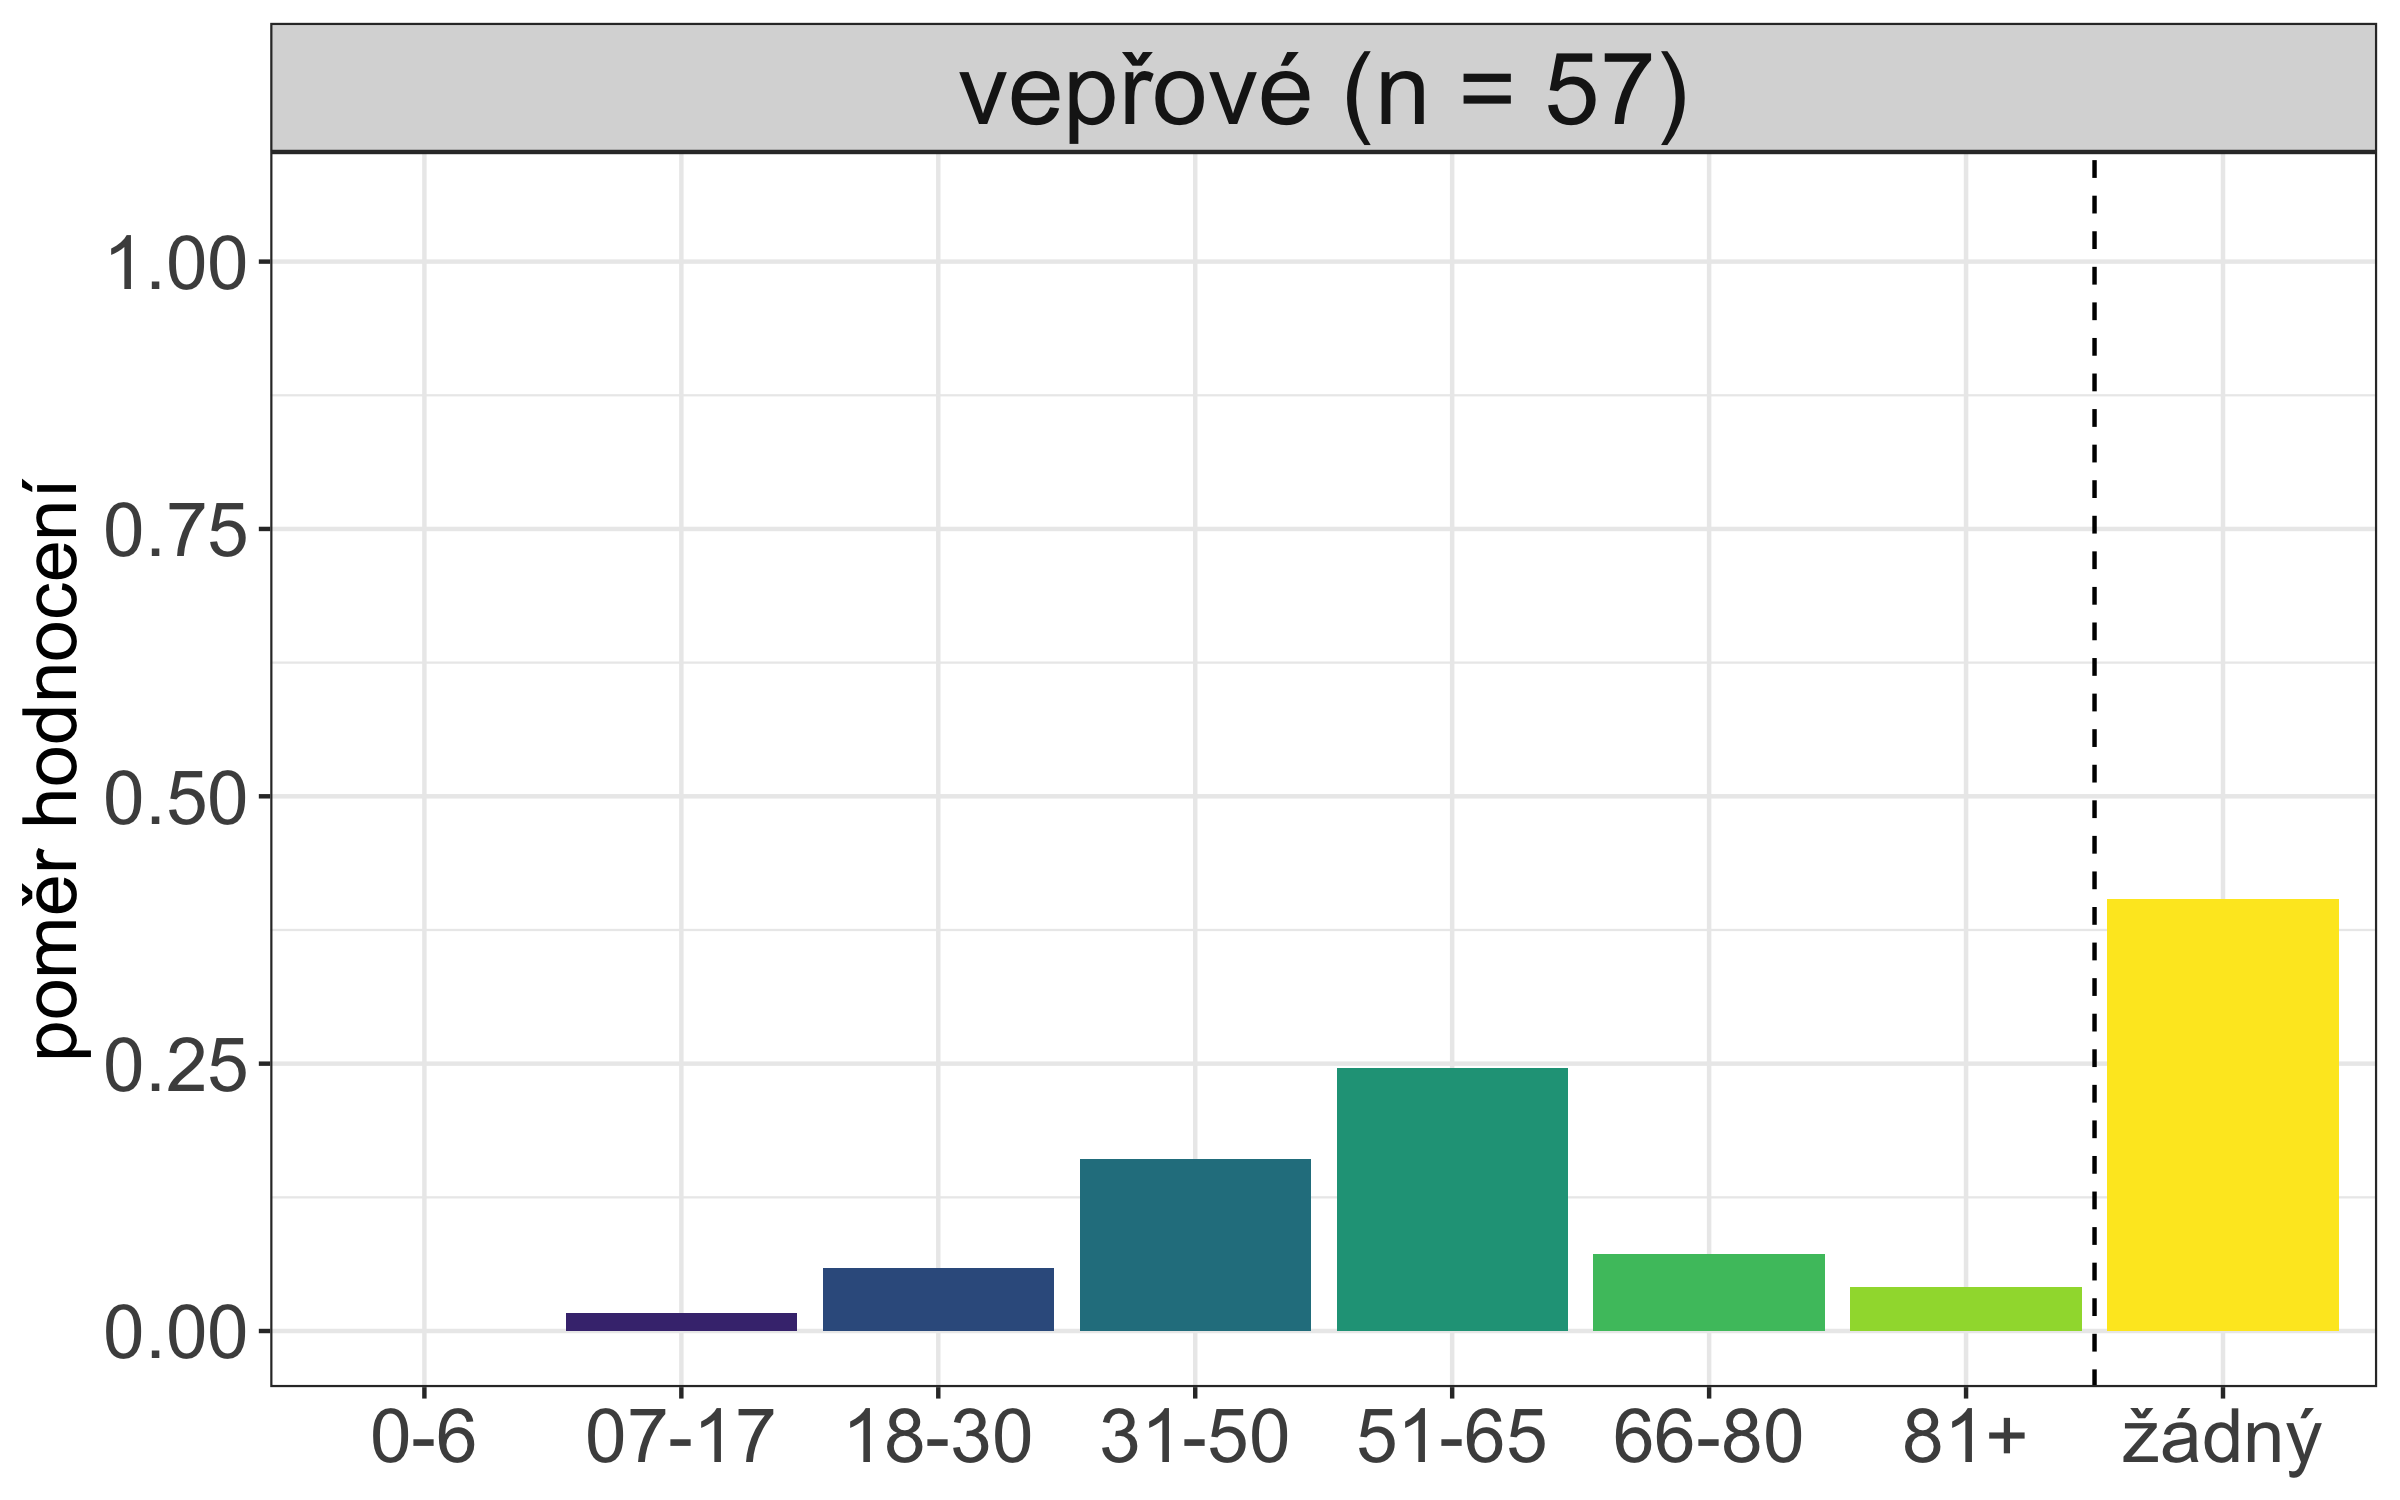 vepřové (n = 57)
poměr hodnocení
1.00
0.75
0.50
0.25
0.00
0-6 07-17 18-30 31-50 51-65 66-80 81+ žádný